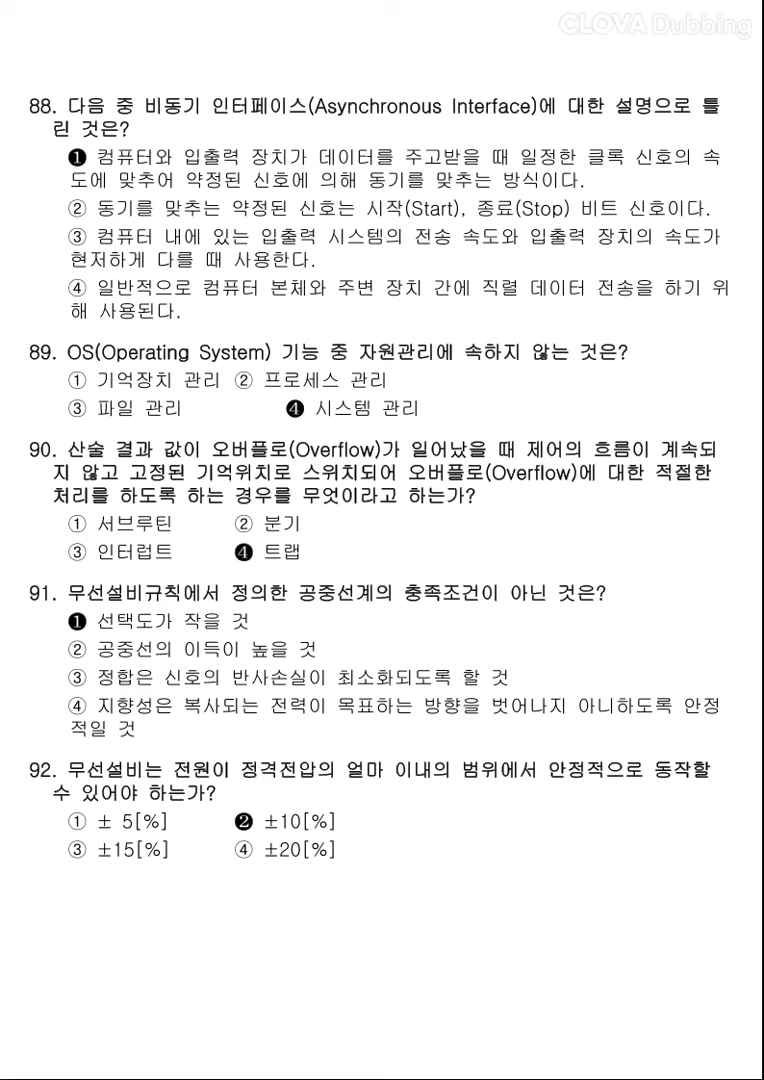 CLOVA Dubbing
88. 다음 중 비동기 인터페이스(Asynchronous Interface)에 대한 설명으로 틀
린 것은?
❶ 컴퓨터와 입출력 장치가 데이터를 주고받을 때 일정한 클록 신호의 속
도에 맞추어 약정된 신호에 의해 동기를 맞추는 방식이다.
② 동기를 맞추는 약정된 신호는 시작(Start), 종료(Stop) 비트 신호이다.
③ 컴퓨터 내에 있는 입출력 시스템의 전송 속도와 입출력 장치의 속도가
현저하게 다를 때 사용한다.
④ 일반적으로 컴퓨터 본체와 주변 장치 간에 직렬 데이터 전송을 하기 위
해 사용된다.
89. OS(Operating System) 기능 중 자원관리에 속하지 않는 것은?
① 기억장치 관리 ② 프로세스 관리
③ 파일 관리 ❹ 시스템 관리
90. 산술 결과 값이 오버플로(Overflow)가 일어났을 때 제어의 흐름이 계속되
지 않고 고정된 기억위치로 스위치되어 오버플로(Overflow)에 대한 적절한
처리를 하도록 하는 경우를 무엇이라고 하는가?
① 서브루틴 ② 분기
③ 인터럽트 ❹ 트랩
91. 무선설비규칙에서 정의한 공중선계의 충족조건이 아닌 것은?
❶ 선택도가 작을 것
② 공중선의 이득이 높을 것
③ 정합은 신호의 반사손실이 최소화되도록 할 것
④ 지향성은 복사되는 전력이 목표하는 방향을 벗어나지 아니하도록 안정
적일 것
92. 무선설비는 전원이 정격전압의 얼마 이내의 범위에서 안정적으로 동작할
수 있어야 하는가?
① ± 5[%] ❷ ±10[%]
③ ±15[%] ④ ±20[%]